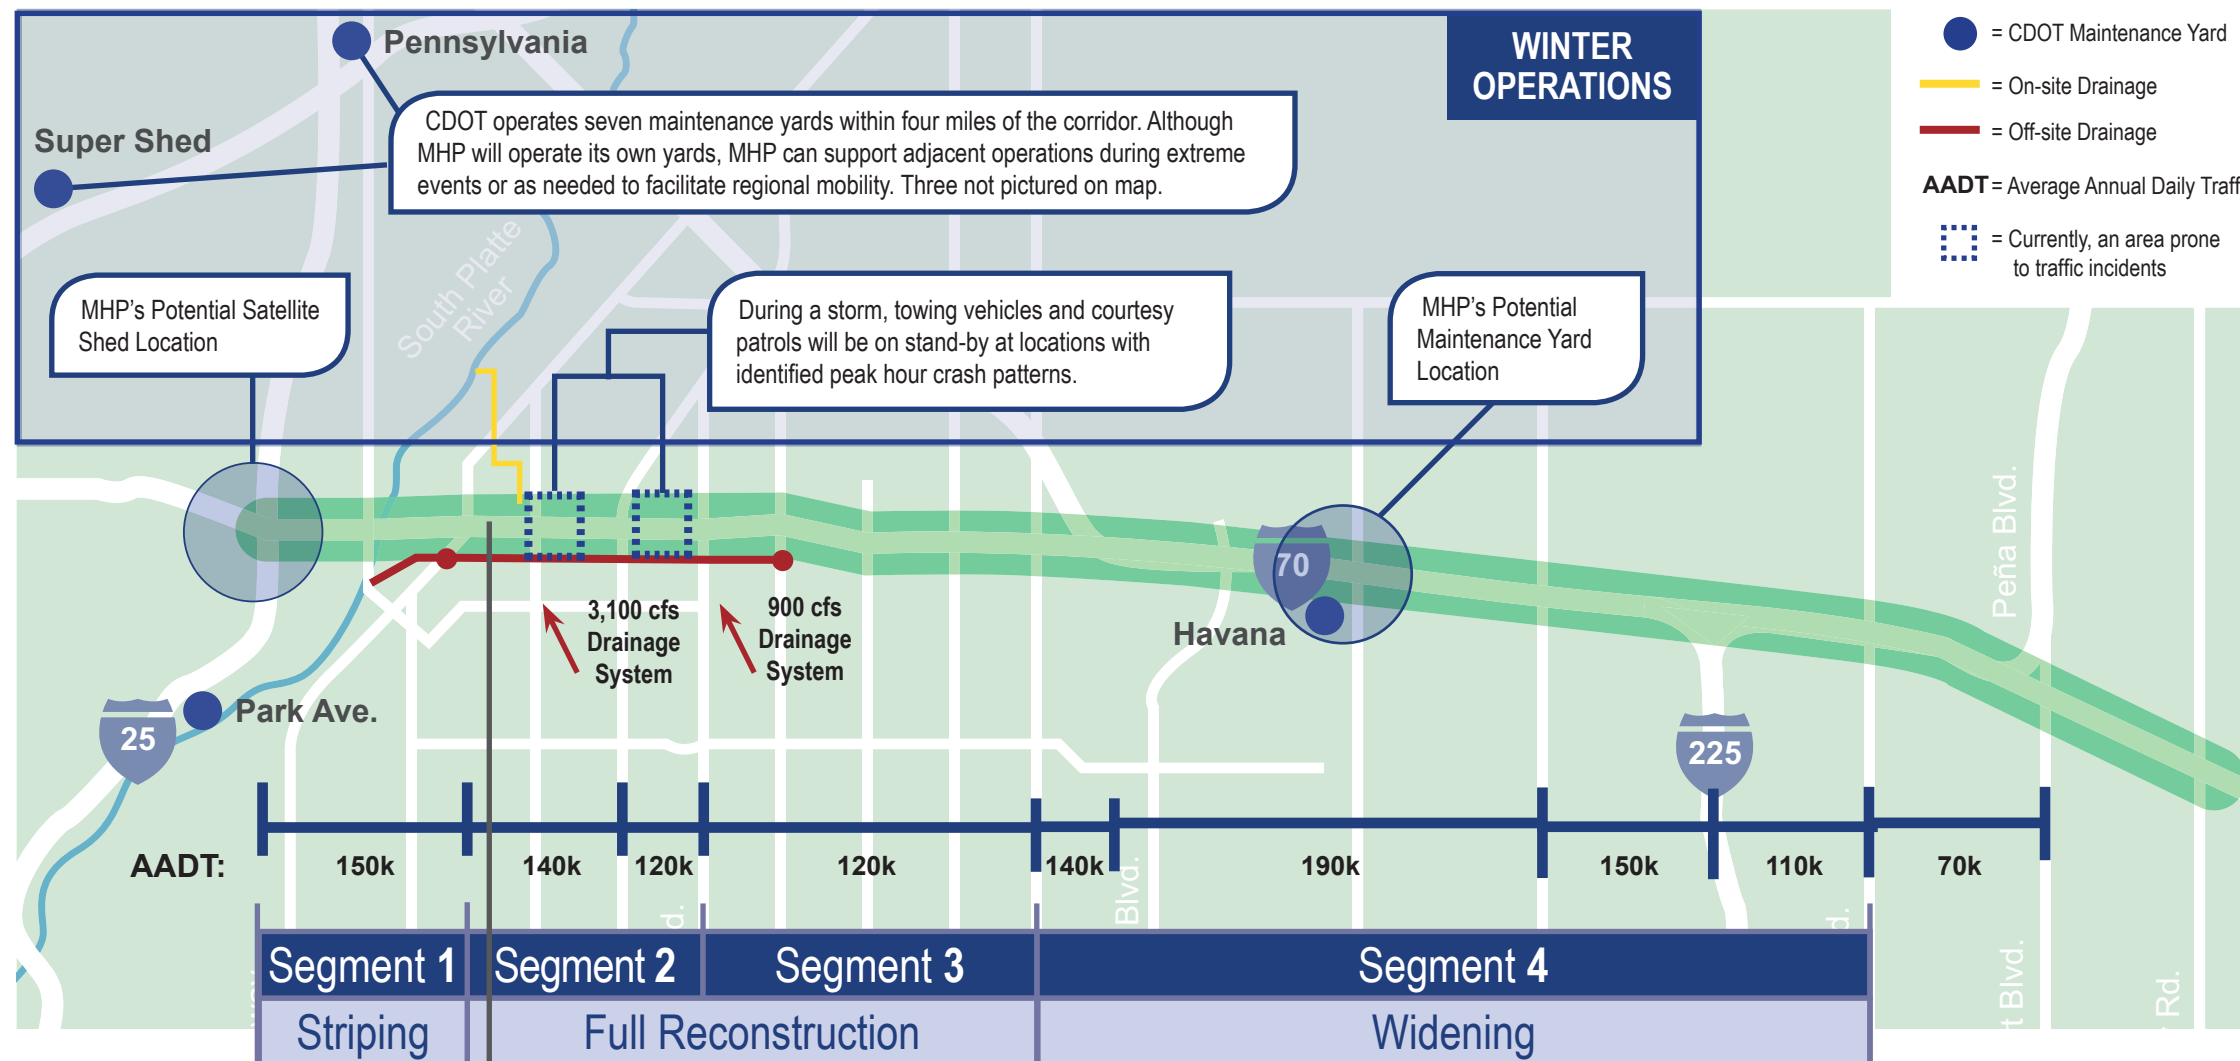 Pennsylvania
WINTER
OPERATIONS
= CDOT Maintenance Yard
= On-site Drainage
= Off-site Drainage
AADT = Average Annual Daily Traff
= Currently, an area prone
to traffic incidents
Super Shed
CDOT operates seven maintenance yards within four miles of the corridor. Although
MHP will operate its own yards, MHP can support adjacent operations during extreme
events or as needed to facilitate regional mobility. Three not pictured on map.
South Platte
River
MHP's Potential Satellite
Shed Location
During a storm, towing vehicles and courtesy
patrols will be on stand-by at locations with
identified peak hour crash patterns.
MHP's Potential
Maintenance Yard
Location
70
Peña Blvd.
3,100 cfs
Drainage
System
900 cfs
Drainage
System
Havana
Park Ave.
25
225
AADT:
150k
140k
120k
120k
140k
190k
150k
110k
70k
Blvd.
d.
d.
Blvd.
Rd.
Segment 1
Segment 2
Segment 3
Segment 4
Striping
Full Reconstruction
Widening